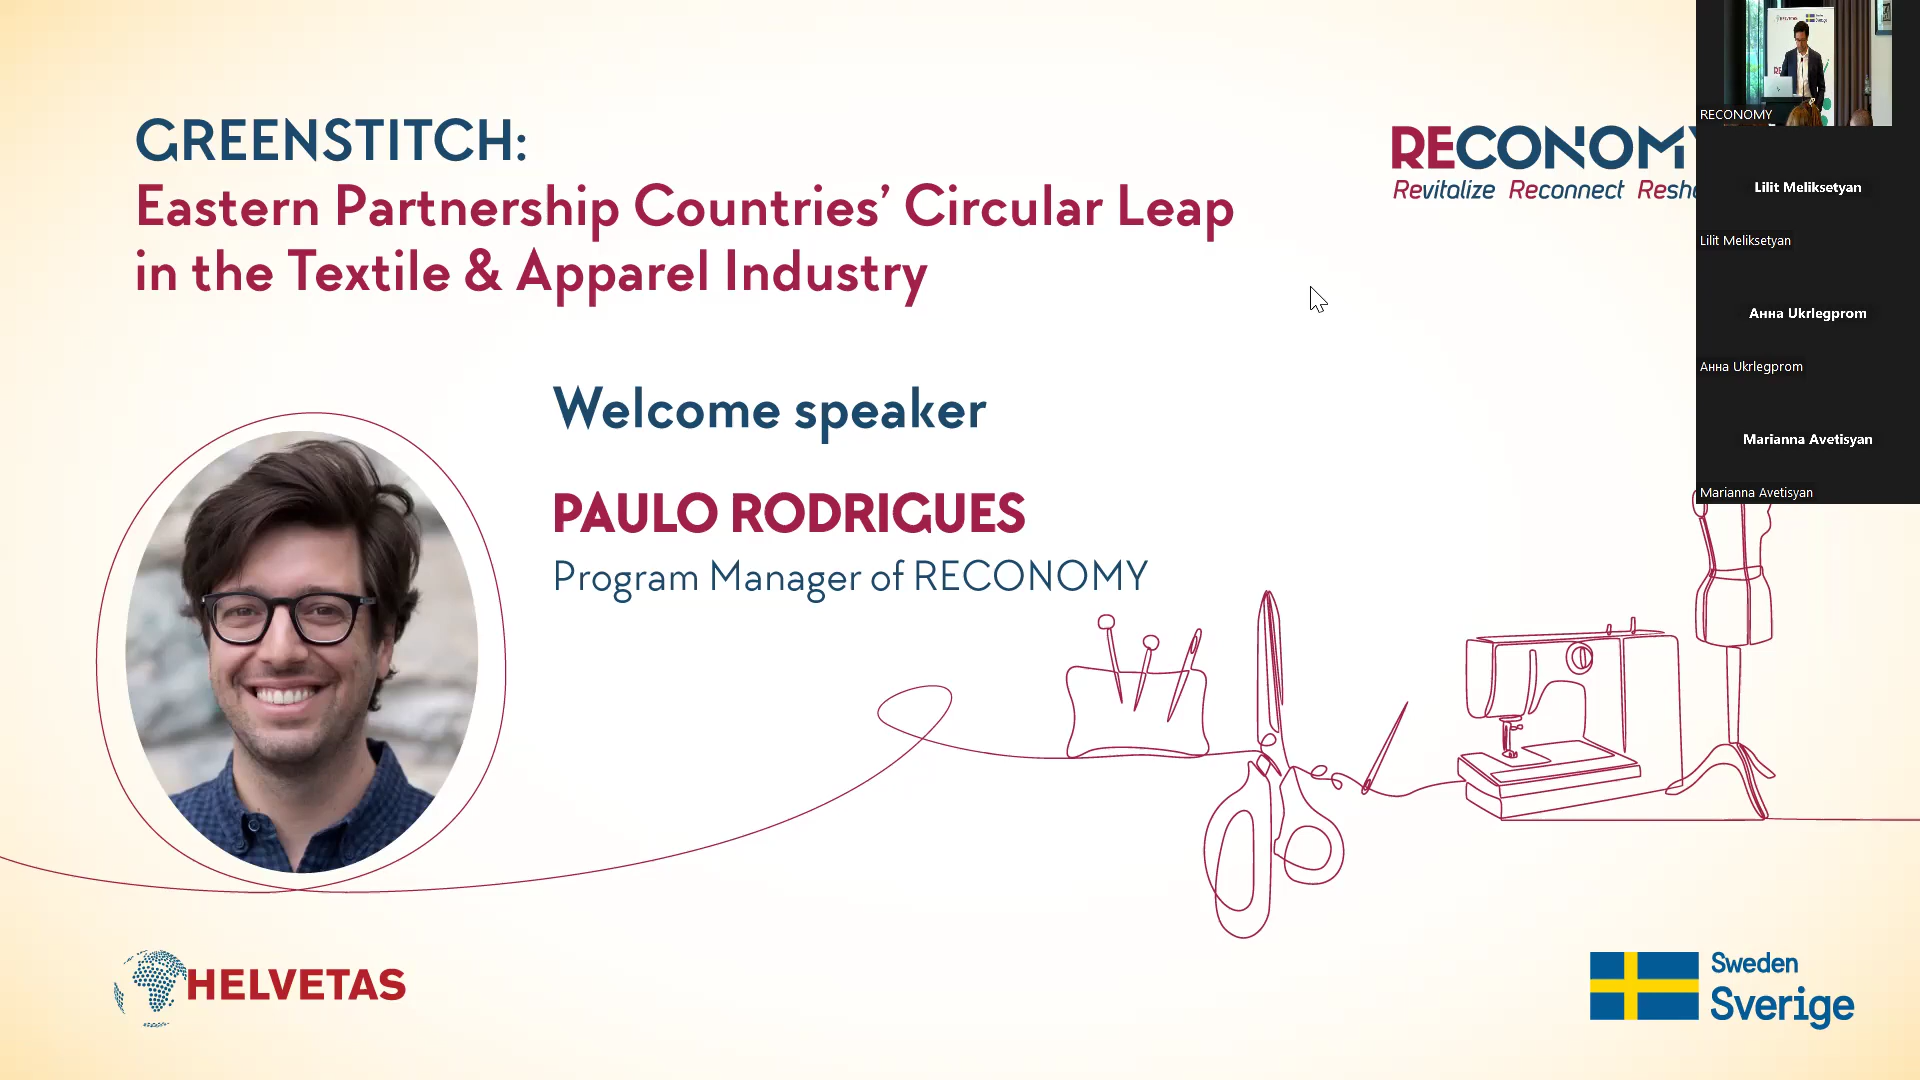 GREENSTITCH:
Eastern Partnership Countries’ Circular Leap
in the Textile & Apparel Industry
RECONOMY
Revitalize Reconnect
Welcome speaker
PAULO RODRIGUES
Program Manager of RECONOMY
HELVETAS
Sweden
Sverige
HELVETAS
RECONOMY
Lilit Meliksetyan
Lilit Meliksetyan
Анна Ukrlegprom
Анна Ukrlegprom
Marianna Avetisyan
Marianna Avetisyan